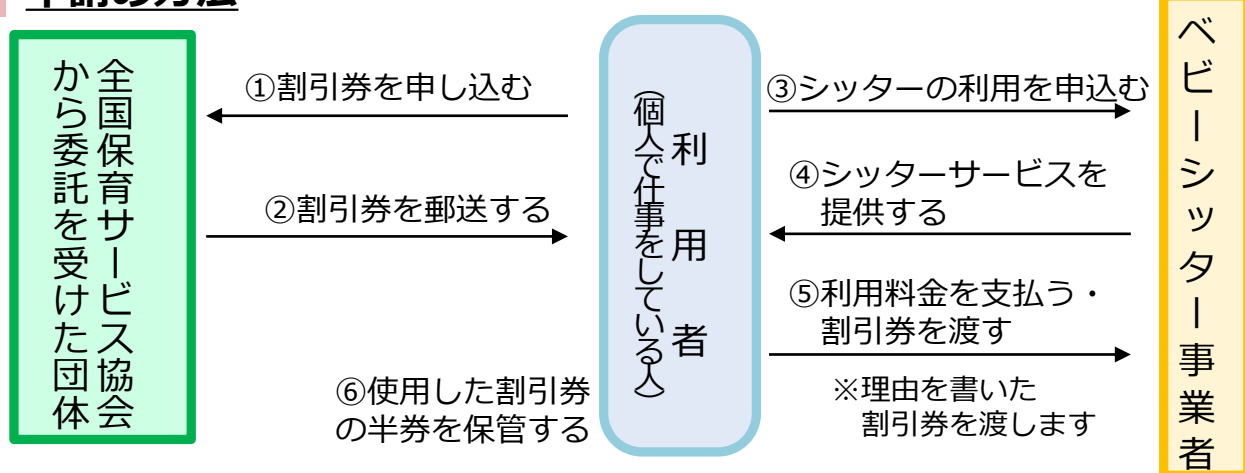 申請の方法
全国保育サービス協会
から委託を受けた団体
①割引券を申し込む
②割引券を郵送する
利用者
（個人で仕事をしている人）
③シッターの利用を申込む
④シッターサービスを
提供する
⑤利用料金を支払う・
割引券を渡す
※理由を書いた
割引券を渡します
⑥使用した割引券
の半券を保管する
ベビーシッター事業者